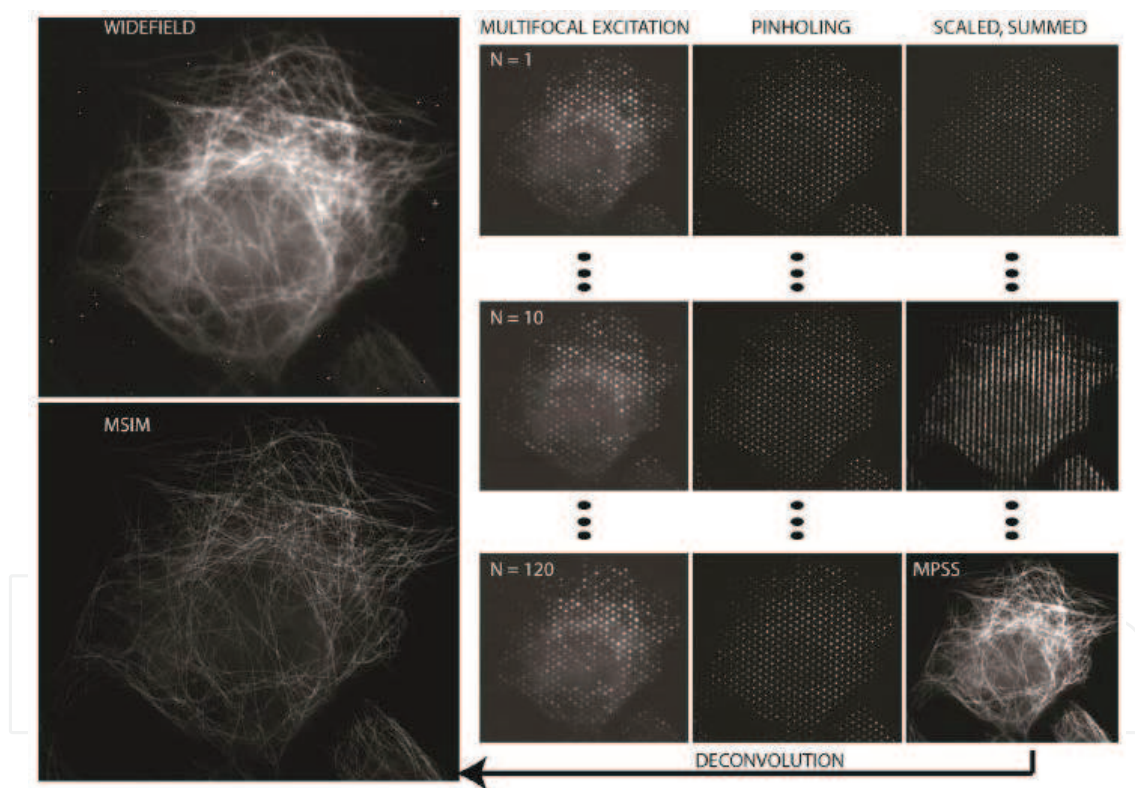 WIDEFIELD
MULTIFOCAL EXCITATION
PINHOLING
SCALED, SUMMED
N = 1
N = 10
MSIM
N = 120
MPSS
DECONVOLUTION